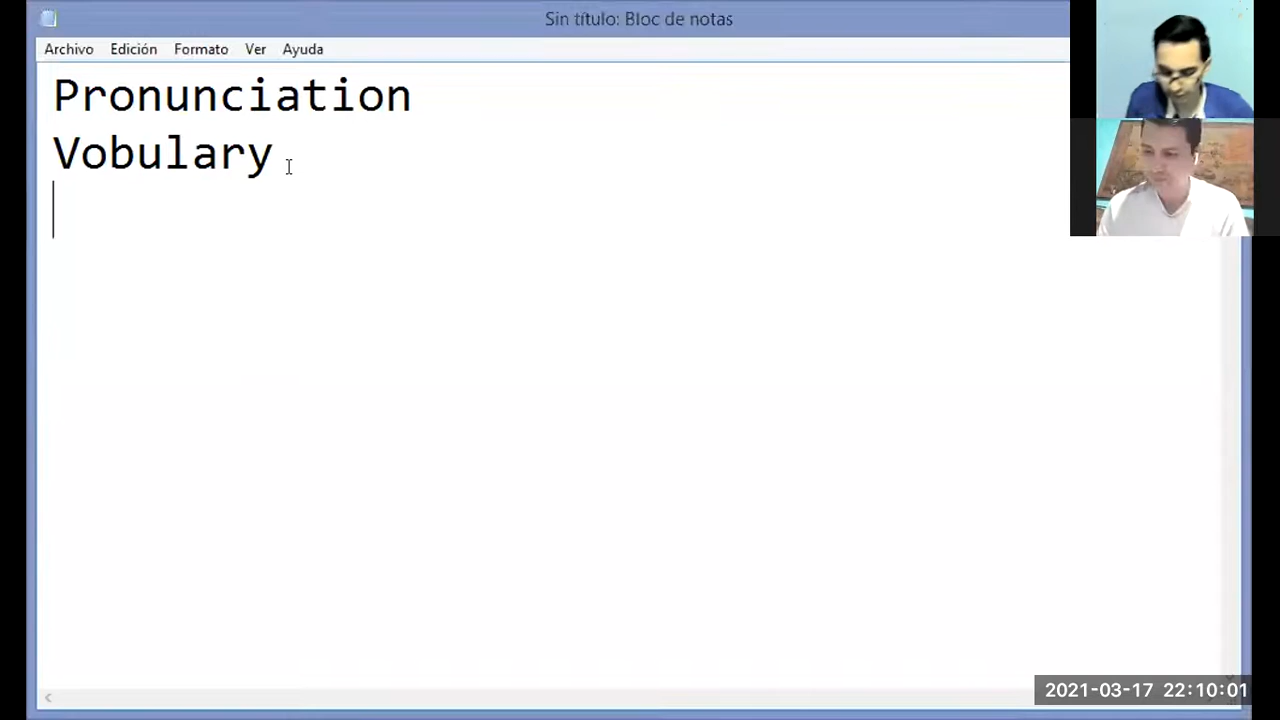 Sin título: Bloc de notas
Archivo Edición Formato Ver Ayuda
Pronunciation
Vobulary
2021-03-17 22:10:01